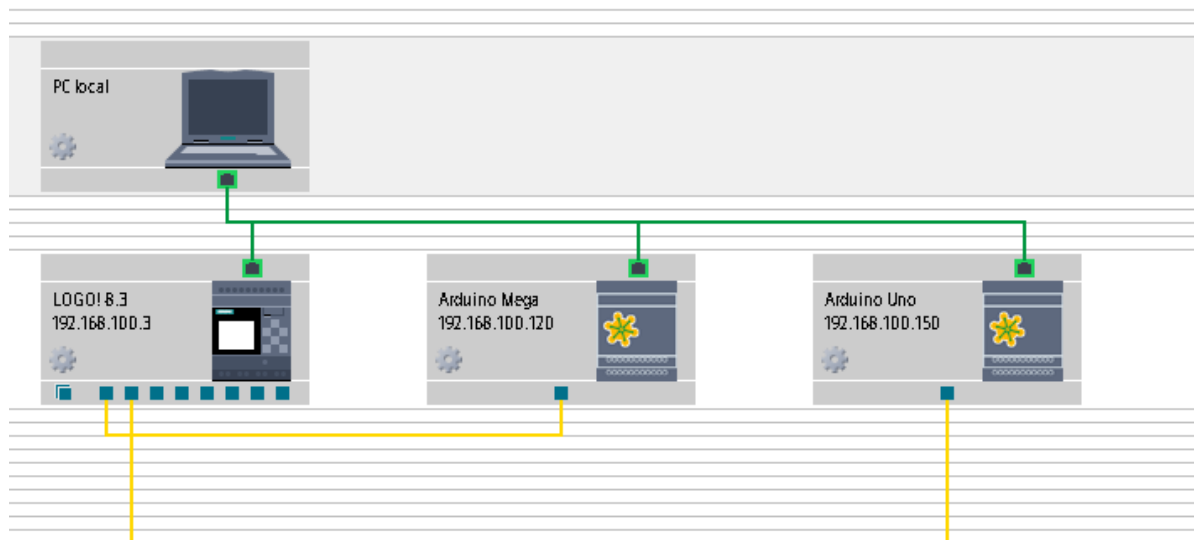 PC local
LOGO! 8.3
192.168.100.3
Arduino Mega
192.168.100.120
Arduino Uno
192.168.100.150